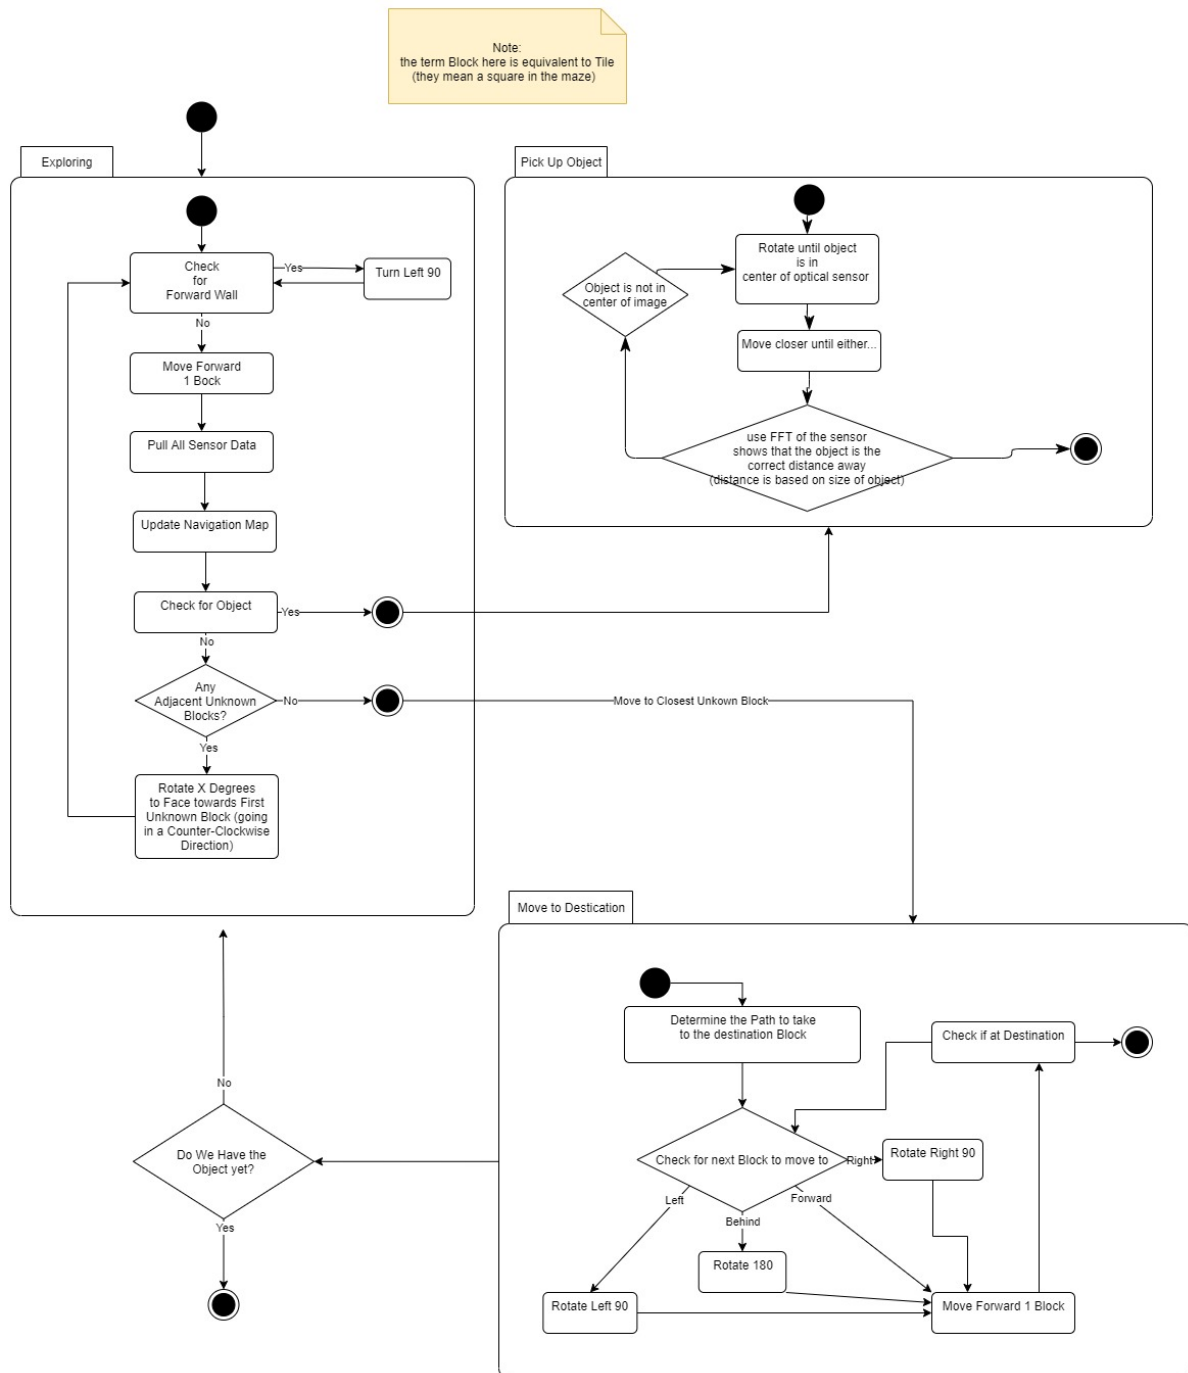 Note:
the term Block here is equivalent to Tile
(they mean a square in the maze)
Exploring
Check
for
Forward Wall
Yes
Turn Left 90
No
Move Forward
1 Bock
Pull All Sensor Data
Update Navigation Map
Check for Object
Yes
No
Any
Adjacent Unknown
Blocks?
No
Move to Closest Unkown Block
Yes
Rotate X Degrees
to Face towards First
Unknown Block (going
in a Counter-Clockwise
Direction)
Pick Up Object
Rotate until object
is in
center of optical sensor
Object is not in
center of image
Move closer until either...
use FFT of the sensor
shows that the object is the
correct distance away
(distance is based on size of object)
Move to Destication
Determine the Path to take
to the destination Block
Check if at Destination
Check for next Block to move to
Right
Rotate Right 90
Left
Forward
Behind
Rotate 180
Rotate Left 90
Move Forward 1 Block
No
Do We Have the
Object yet?
Yes